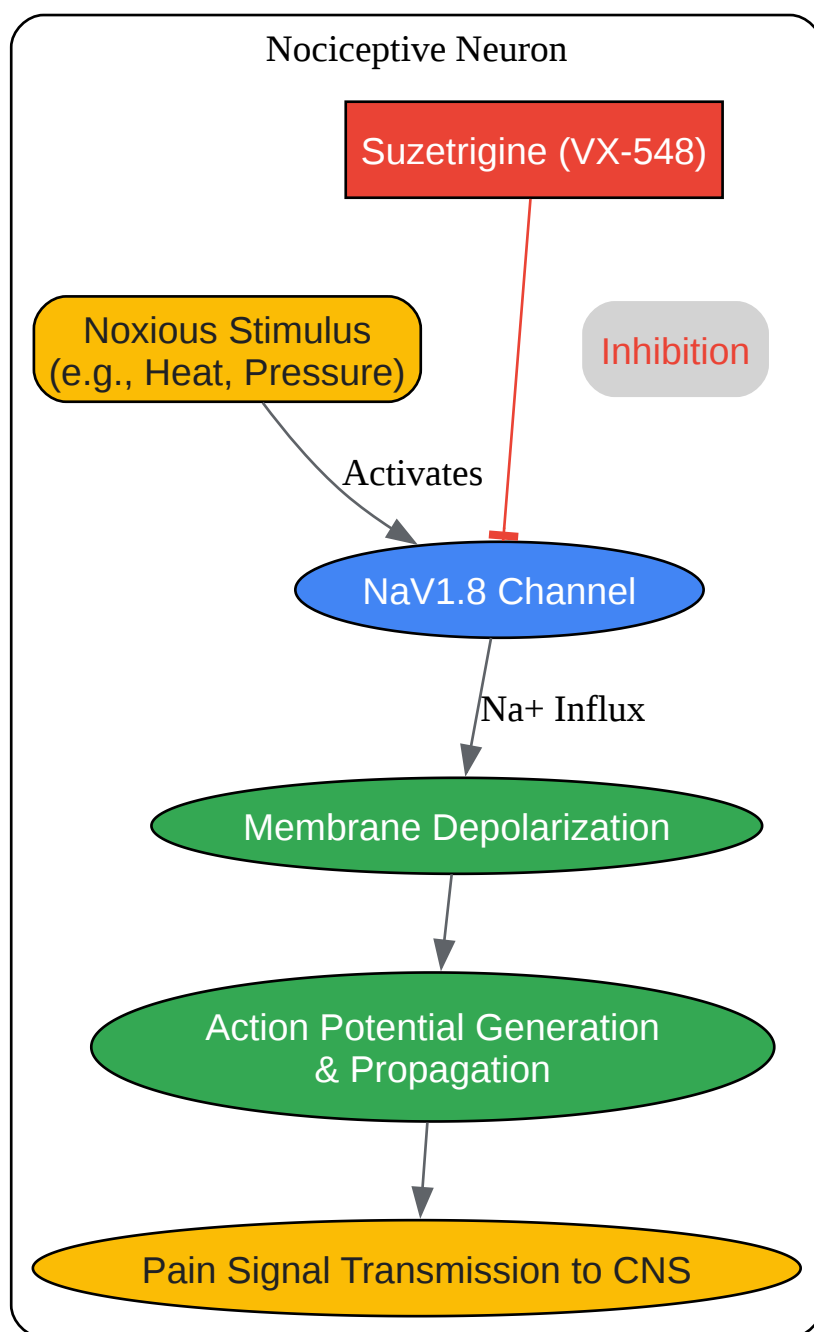 Nociceptive Neuron
Suzetrigine (VX-548)
Noxious Stimulus
(e.g., Heat, Pressure)
Inhibition
Activates
NaV1.8 Channel
Na+ Influx
Membrane Depolarization
Action Potential Generation
& Propagation
Pain Signal Transmission to CNS